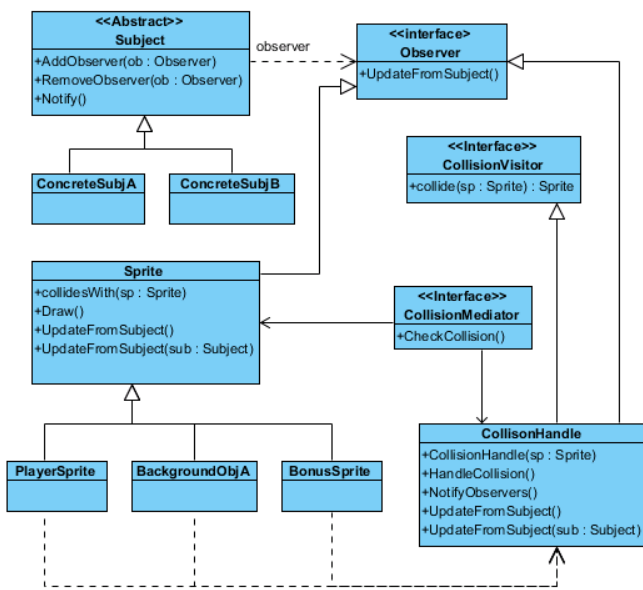 <<Abstract>>
Subject
+AddObserver(ob : Observer)
+RemoveObserver(ob : Observer)
+Notify()
observer
<<interface>>
Observer
+UpdateFromSubject()
ConcreteSubjA
ConcreteSubjB
<<Interface>>
CollisionVisitor
+collide(sp : Sprite) : Sprite
Sprite
+collidesWith(sp : Sprite)
+Draw()
+UpdateFromSubject()
+UpdateFromSubject(sub : Subject)
<<Interface>>
CollisionMediator
+CheckCollision()
PlayerSprite
BackgroundObjA
BonusSprite
CollisonHandle
+CollisionHandle(sp : Sprite)
+HandleCollision()
+NotifyObservers()
+UpdateFromSubject()
+UpdateFromSubject(sub : Subject)